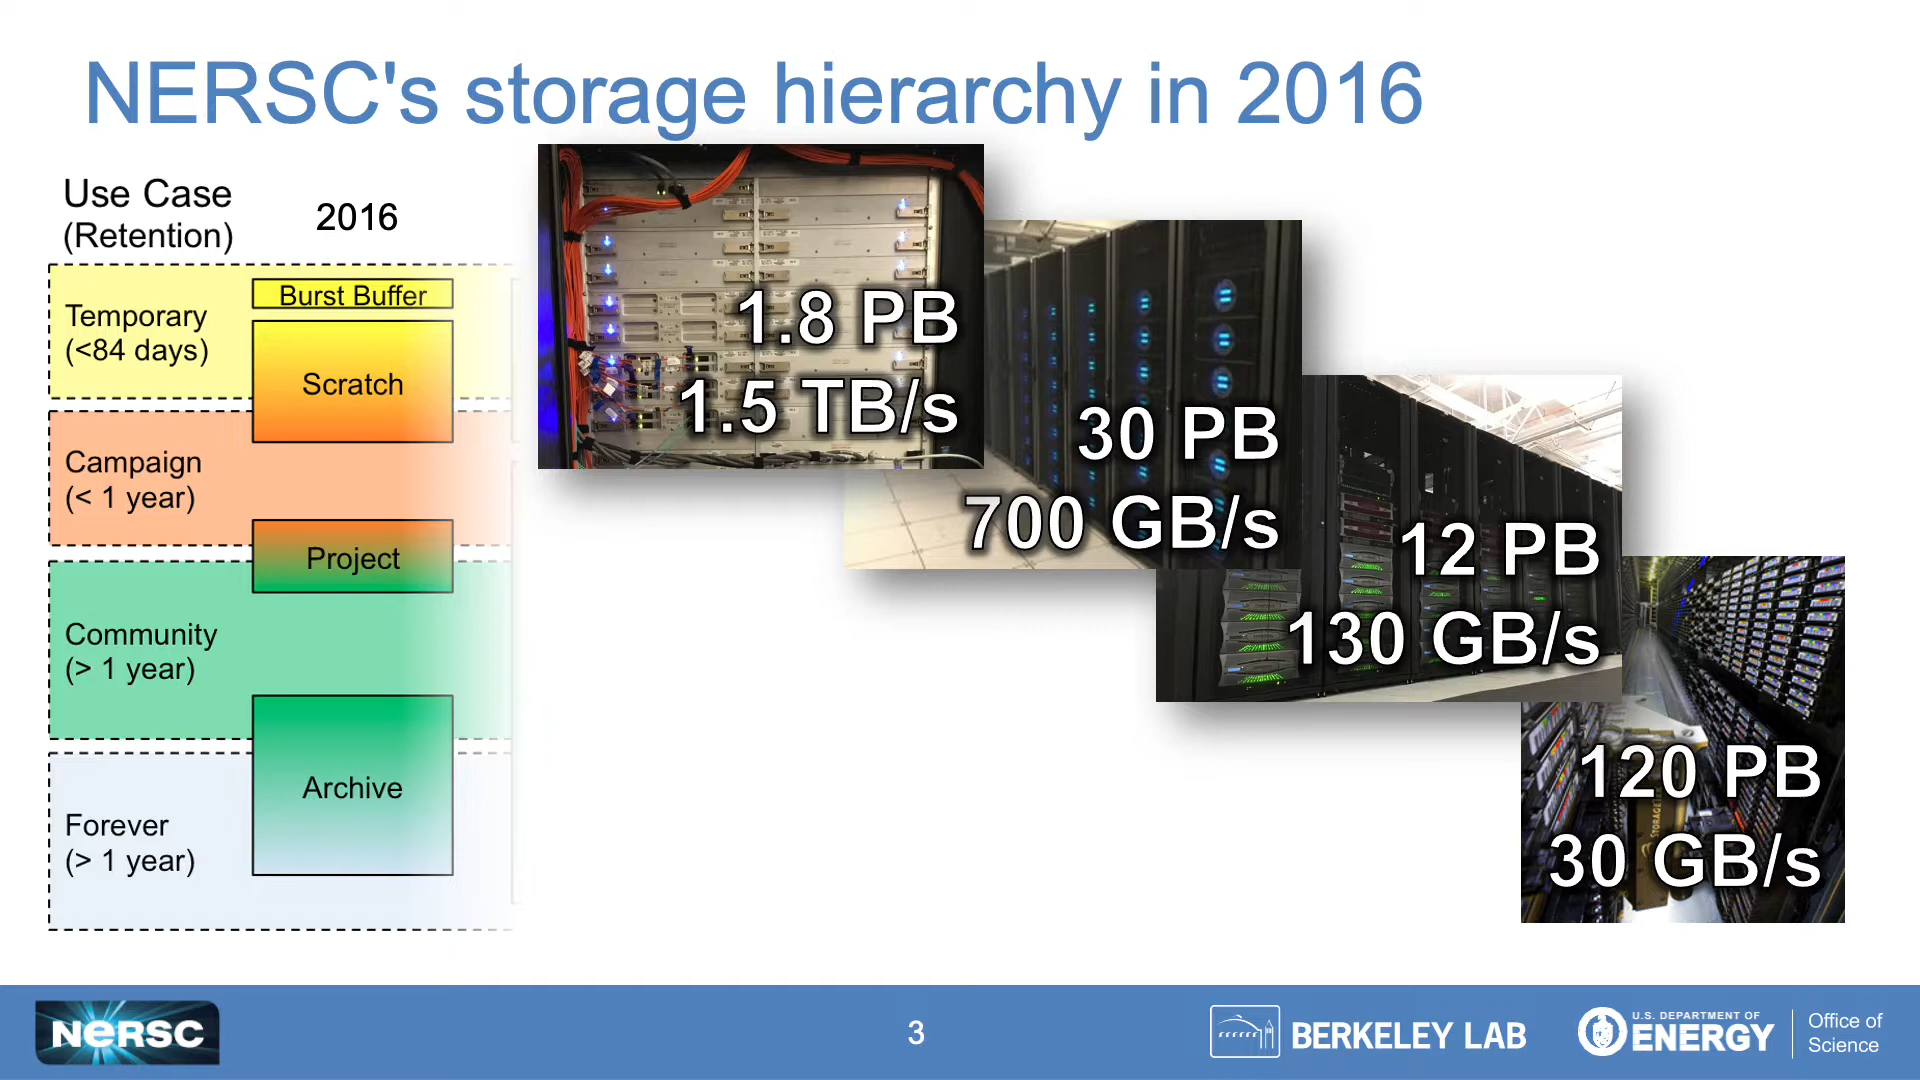 NERSC's storage hierarchy in 2016
Use Case
(Retention)
2016
Temporary
(<84 days)
Burst Buffer
Scratch
Campaign
(< 1 year)
Project
Community
(> 1 year)
Archive
Forever
(> 1 year)
1.8 PB
1.5 TB/s
30 PB
700 GB/s
12 PB
130 GB/s
120 PB
30 GB/s
NERSC
3
BERKELEY LAB
U.S. DEPARTMENT OF
ENERGY
Office of
Science